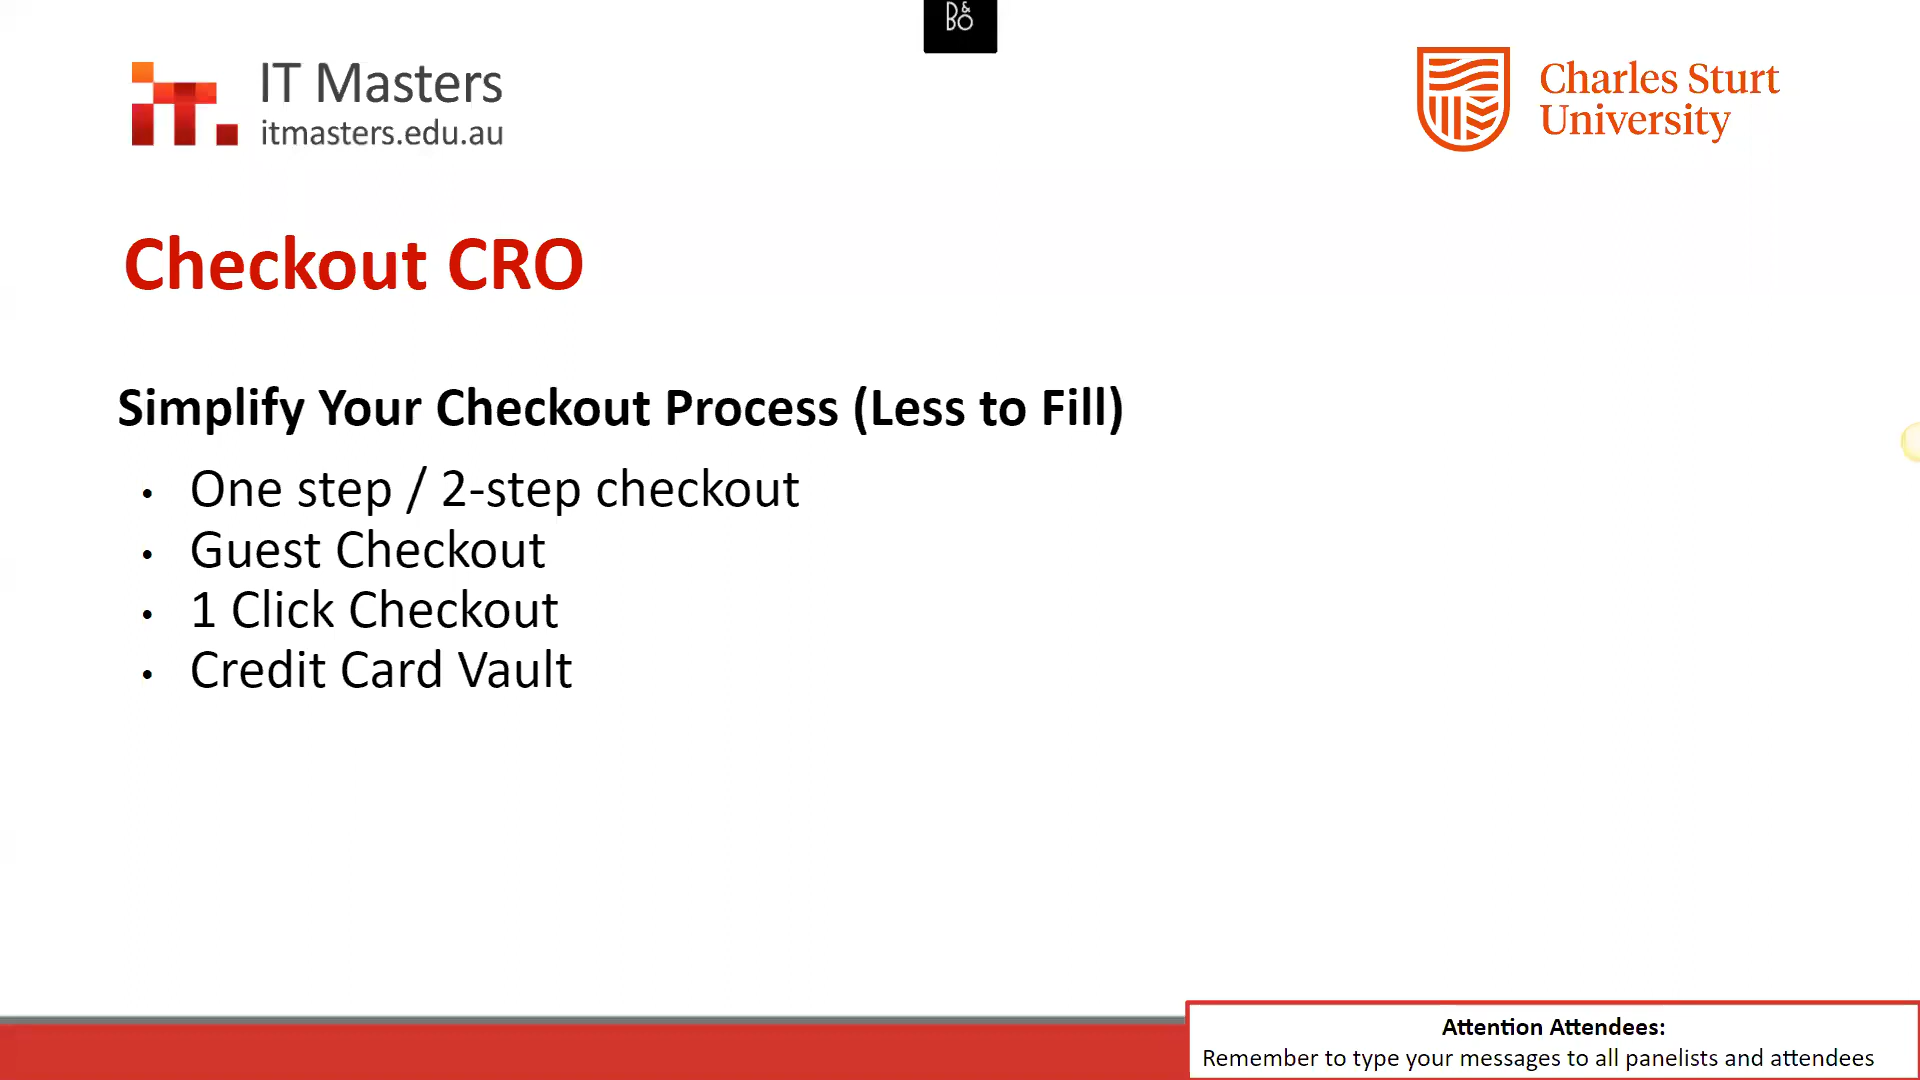 B&O
IT Masters
itmasters.edu.au
Charles Sturt
University
Checkout CRO
Simplify Your Checkout Process (Less to Fill)
• One step / 2-step checkout
• Guest Checkout
• 1 Click Checkout
• Credit Card Vault
Attention Attendees:
Remember to type your messages to all panelists and attendees